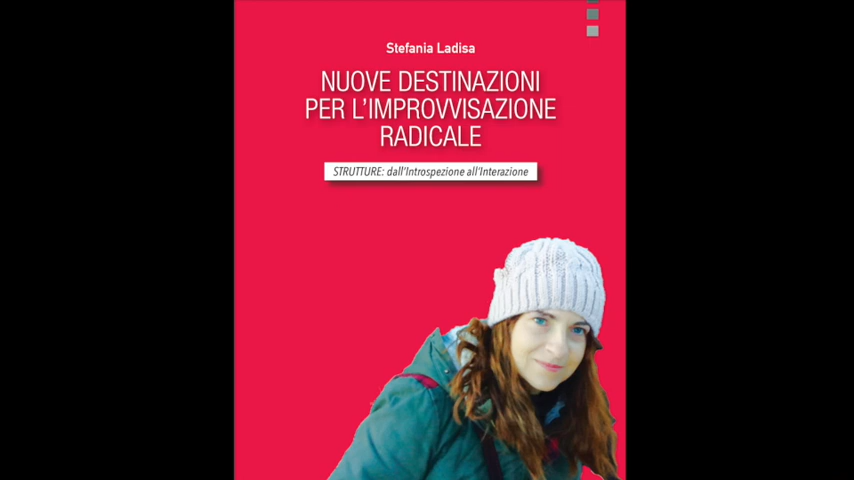 Stefania Ladisa
NUOVE DESTINAZIONI
PER L'IMPROVVISAZIONE
RADICALE
STRUTTURE: dall'Introspezione all'Interazione